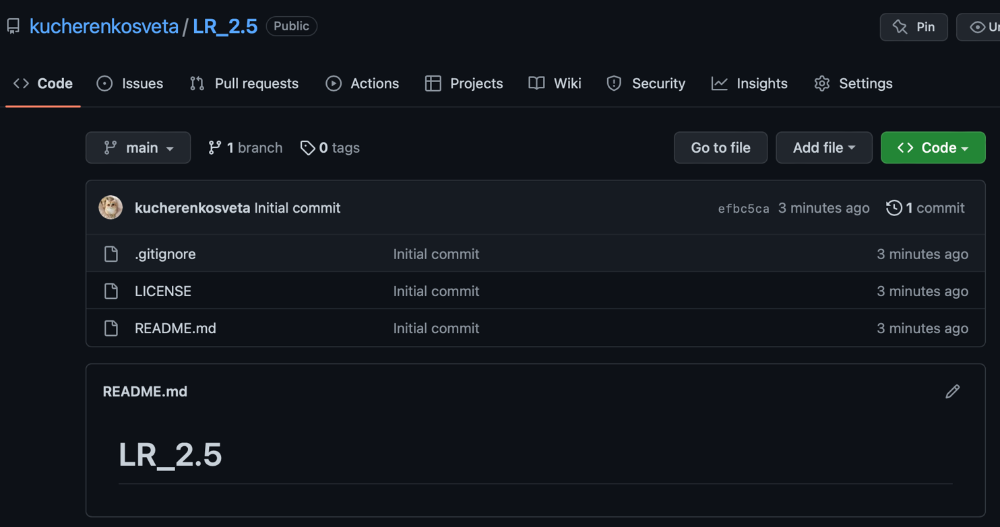 kucherenkosveta / LR_2.5 Public Pin
Code Issues Pull requests Actions Projects Wiki Security Insights Settings
main 1 branch 0 tags Go to file Add file Code
kucherenkosveta Initial commit efbc5ca 3 minutes ago 1 commit
.gitignore Initial commit 3 minutes ago
LICENSE Initial commit 3 minutes ago
README.md Initial commit 3 minutes ago
README.md
LR_2.5